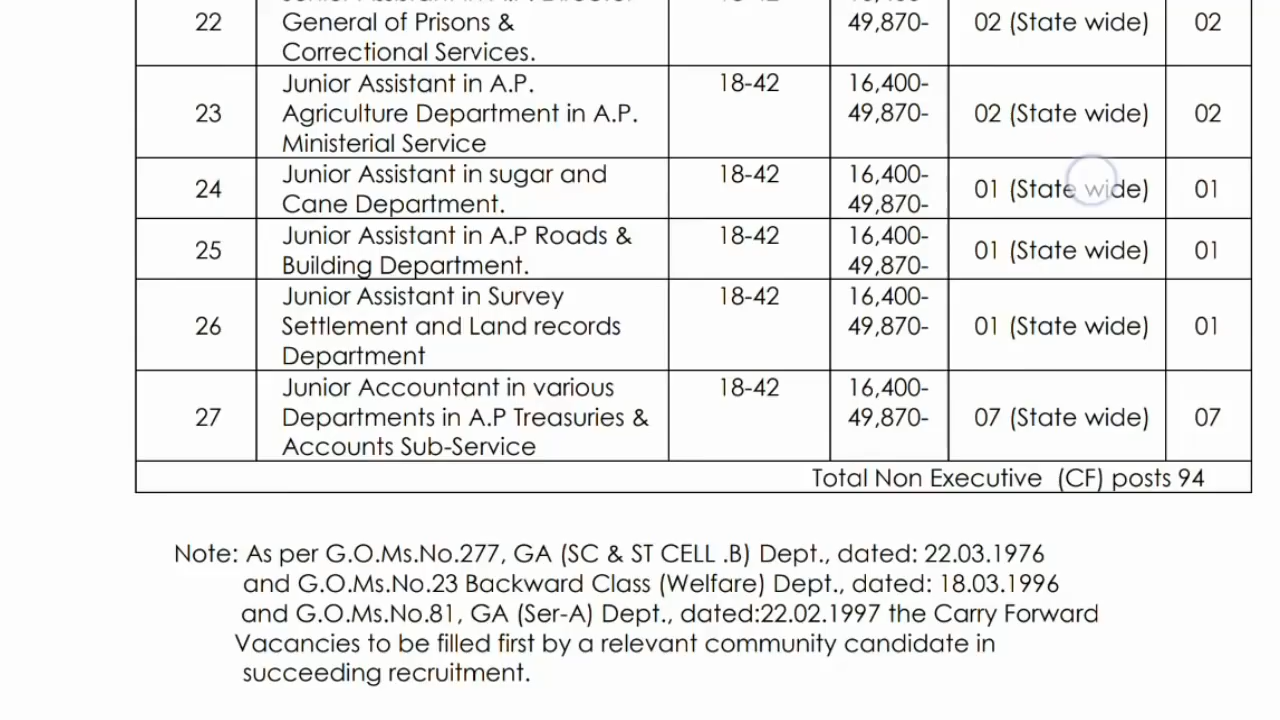 22
General of Prisons &
Correctional Services.
49,870-
02 (State wide)
02
23
Junior Assistant in A.P.
Agriculture Department in A.P.
Ministerial Service
18-42
16,400-
49,870-
02 (State wide)
02
24
Junior Assistant in sugar and
Cane Department.
18-42
16,400-
49,870-
01 (State wide)
01
25
Junior Assistant in A.P Roads &
Building Department.
18-42
16,400-
49,870-
01 (State wide)
01
26
Junior Assistant in Survey
Settlement and Land records
Department
18-42
16,400-
49,870-
01 (State wide)
01
27
Junior Accountant in various
Departments in A.P Treasuries &
Accounts Sub-Service
18-42
16,400-
49,870-
07 (State wide)
07
Total Non Executive (CF) posts 94
Note: As per G.O.Ms.No.277, GA (SC & ST CELL .B) Dept., dated: 22.03.1976
and G.O.Ms.No.23 Backward Class (Welfare) Dept., dated: 18.03.1996
and G.O.Ms.No.81, GA (Ser-A) Dept., dated:22.02.1997 the Carry Forward
Vacancies to be filled first by a relevant community candidate in
succeeding recruitment.